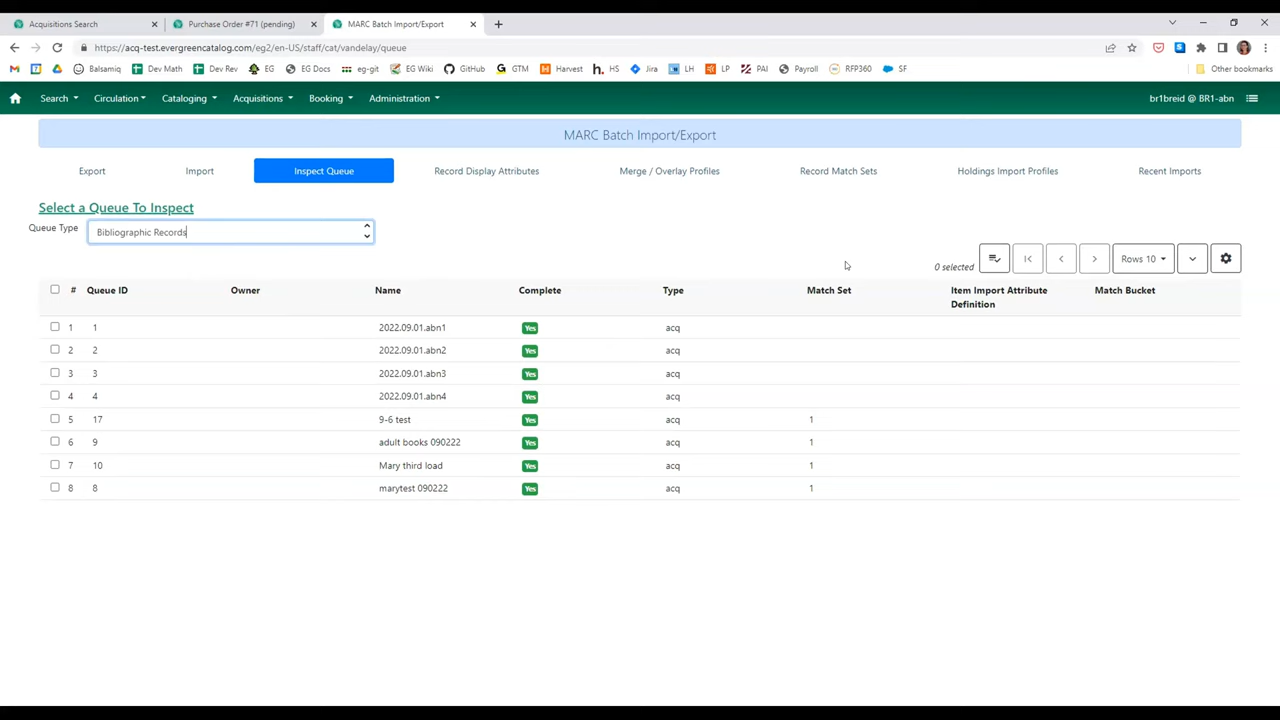 Acquisitions Search
Purchase Order #71 (pending)
MARC Batch Import/Export
https://acq-test.evergreencatalog.com/eg2/en-US/staff/cat/vandelay/queue
Balsamiq Dev Math Dev Rev EG EG Docs eg-git EG Wiki GitHub GTM Harvest HS Jira LH LP PAI Payroll RFP360 SF Other bookmarks
Search Circulation Cataloging Acquisitions Booking Administration br1breid @ BR1-abn
MARC Batch Import/Export
Export Import Inspect Queue Record Display Attributes Merge / Overlay Profiles Record Match Sets Holdings Import Profiles Recent Imports
Select a Queue To Inspect
Queue Type Bibliographic Records
0 selected Rows 10
# Queue ID Owner Name Complete Type Match Set Item Import Attribute Definition Match Bucket
1 1 2022.09.01.abn1 Yes acq
2 2 2022.09.01.abn2 Yes acq
3 3 2022.09.01.abn3 Yes acq
4 4 2022.09.01.abn4 Yes acq
5 17 9-6 test Yes acq 1
6 9 adult books 090222 Yes acq 1
7 10 Mary third load Yes acq 1
8 8 marytest 090222 Yes acq 1